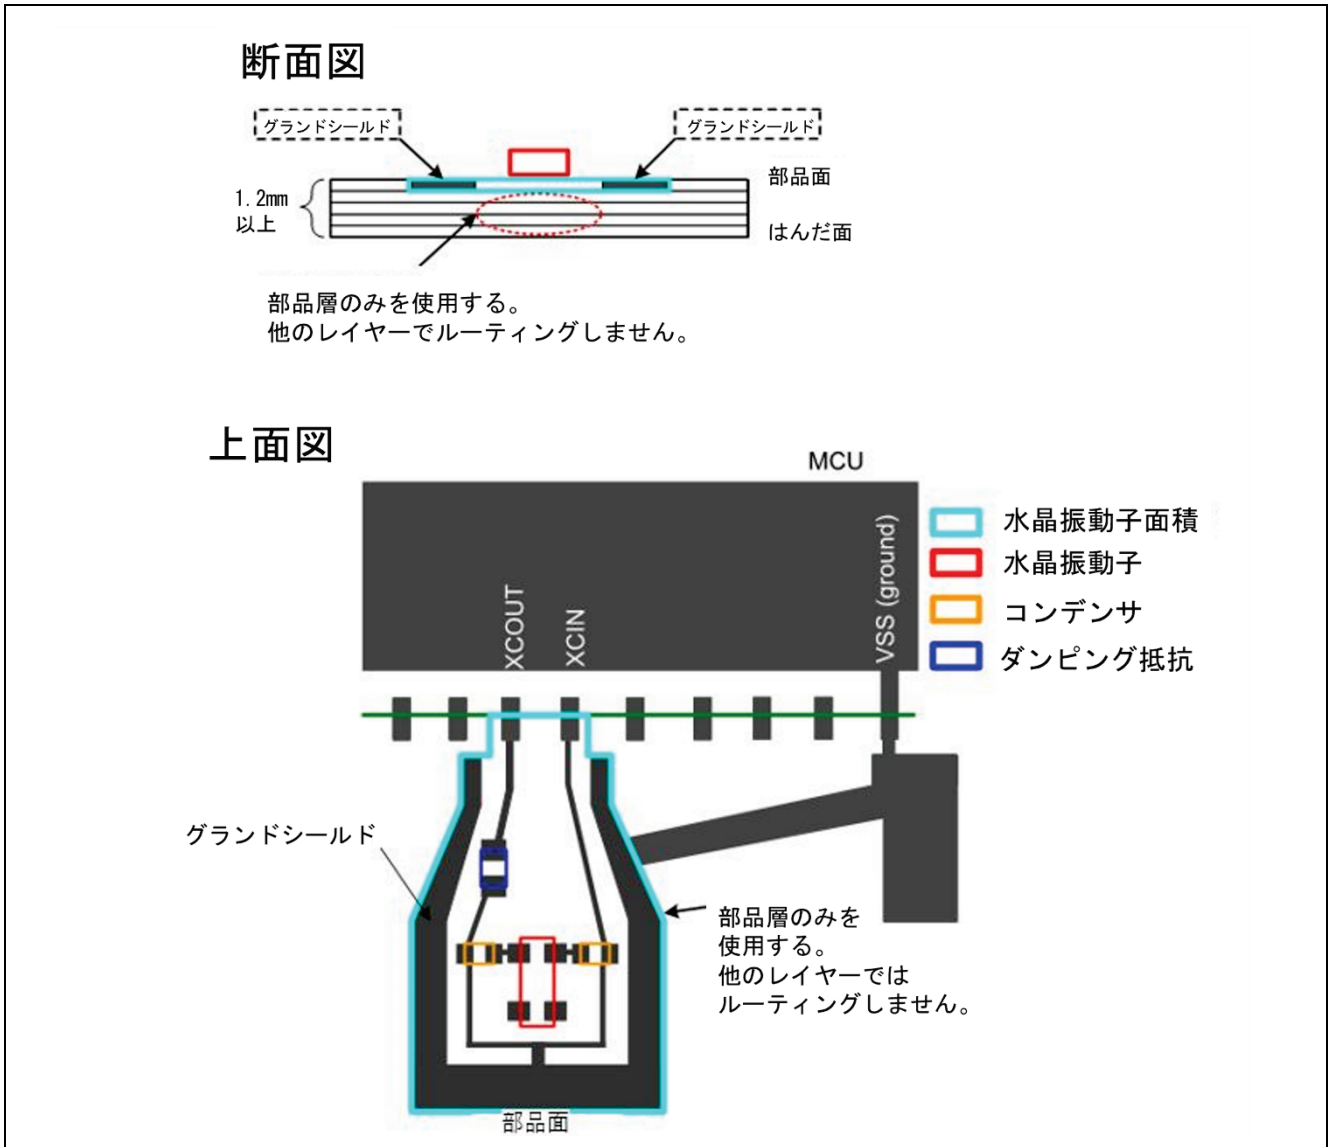 断面図
グランドシールド
グランドシールド
部品面
1.2mm
以上
はんだ面
部品層のみを使用する。
他のレイヤーでルーティングしません。
上面図
MCU
XCOUT
XCIN
VSS (ground)
水晶振動子面積
水晶振動子
コンデンサ
ダンピング抵抗
グランドシールド
部品層のみを
使用する。
他のレイヤーでは
ルーティングしません。
部品面